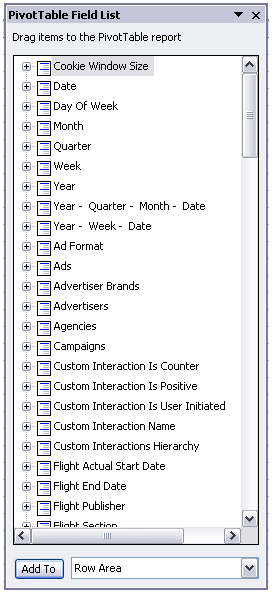 PivotTable Field List
Drag items to the PivotTable report
Cookie Window Size
Date
Day Of Week
Month
Quarter
Week
Year
Year - Quarter - Month - Date
Year - Week - Date
Ad Format
Ads
Advertiser Brands
Advertisers
Agencies
Campaigns
Custom Interaction Is Counter
Custom Interaction Is Positive
Custom Interaction Is User Initiated
Custom Interaction Name
Custom Interactions Hierarchy
Flight Actual Start Date
Flight End Date
Flight Publisher
Flight Section
Add To
Row Area